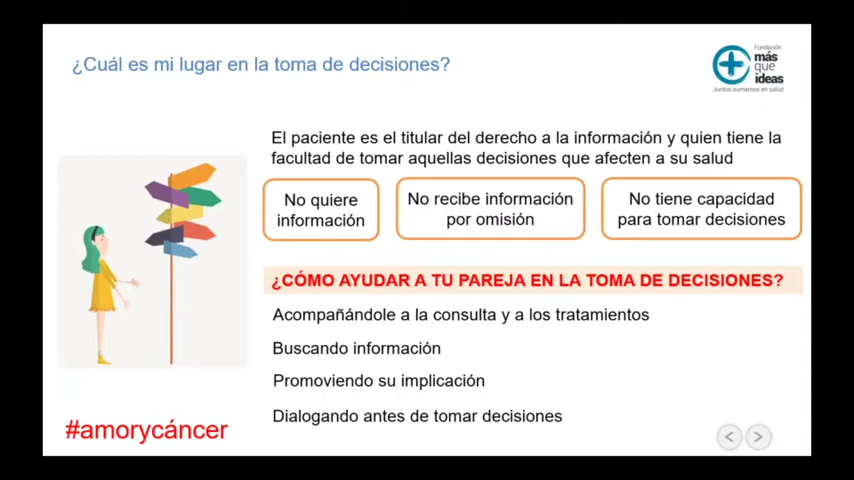 ¿Cuál es mi lugar en la toma de decisiones?
Fundación
más
que
ideas
Juntos sumamos en salud
El paciente es el titular del derecho a la información y quien tiene la
facultad de tomar aquellas decisiones que afecten a su salud
No quiere
información
No recibe información
por omisión
No tiene capacidad
para tomar decisiones
¿CÓMO AYUDAR A TU PAREJA EN LA TOMA DE DECISIONES?
Acompañándole a la consulta y a los tratamientos
Buscando información
Promoviendo su implicación
Dialogando antes de tomar decisiones
#amorycáncer